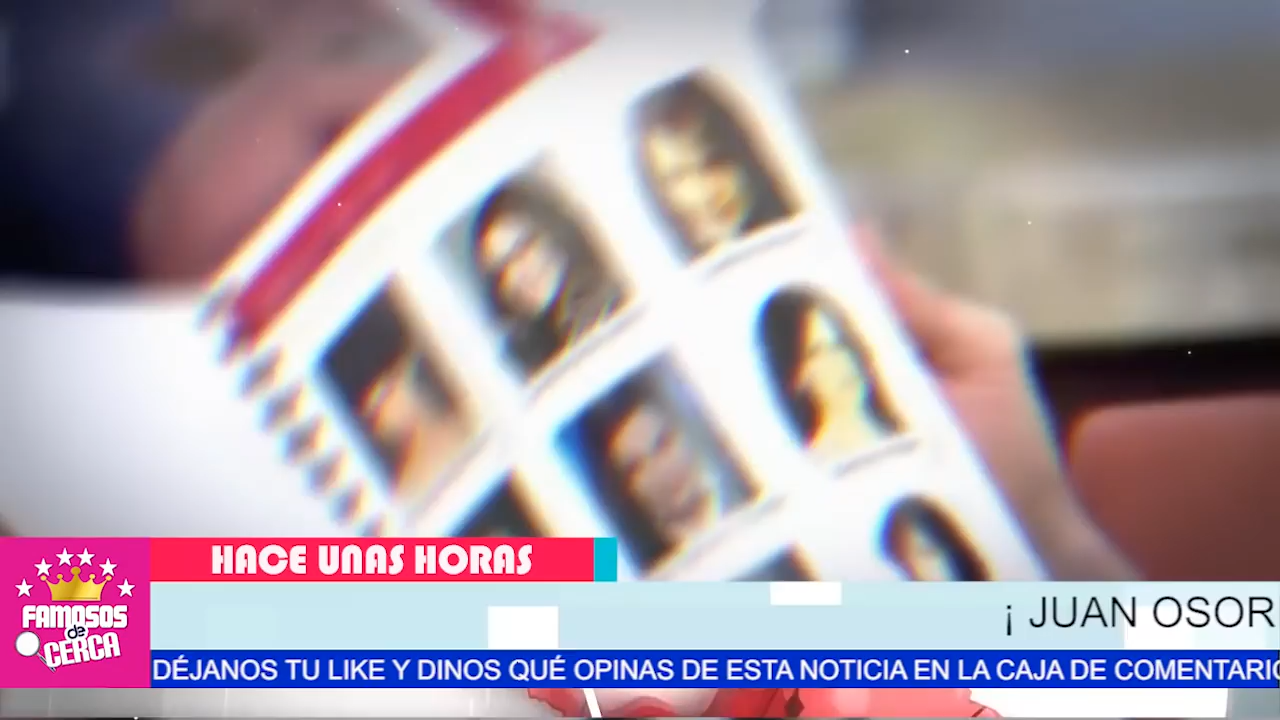 HACE UNAS HORAS
FAMOSOS
de
CERCA
¡ JUAN OSOR
DÉJANOS TU LIKE Y DINOS QUÉ OPINAS DE ESTA NOTICIA EN LA CAJA DE COMENTARIO